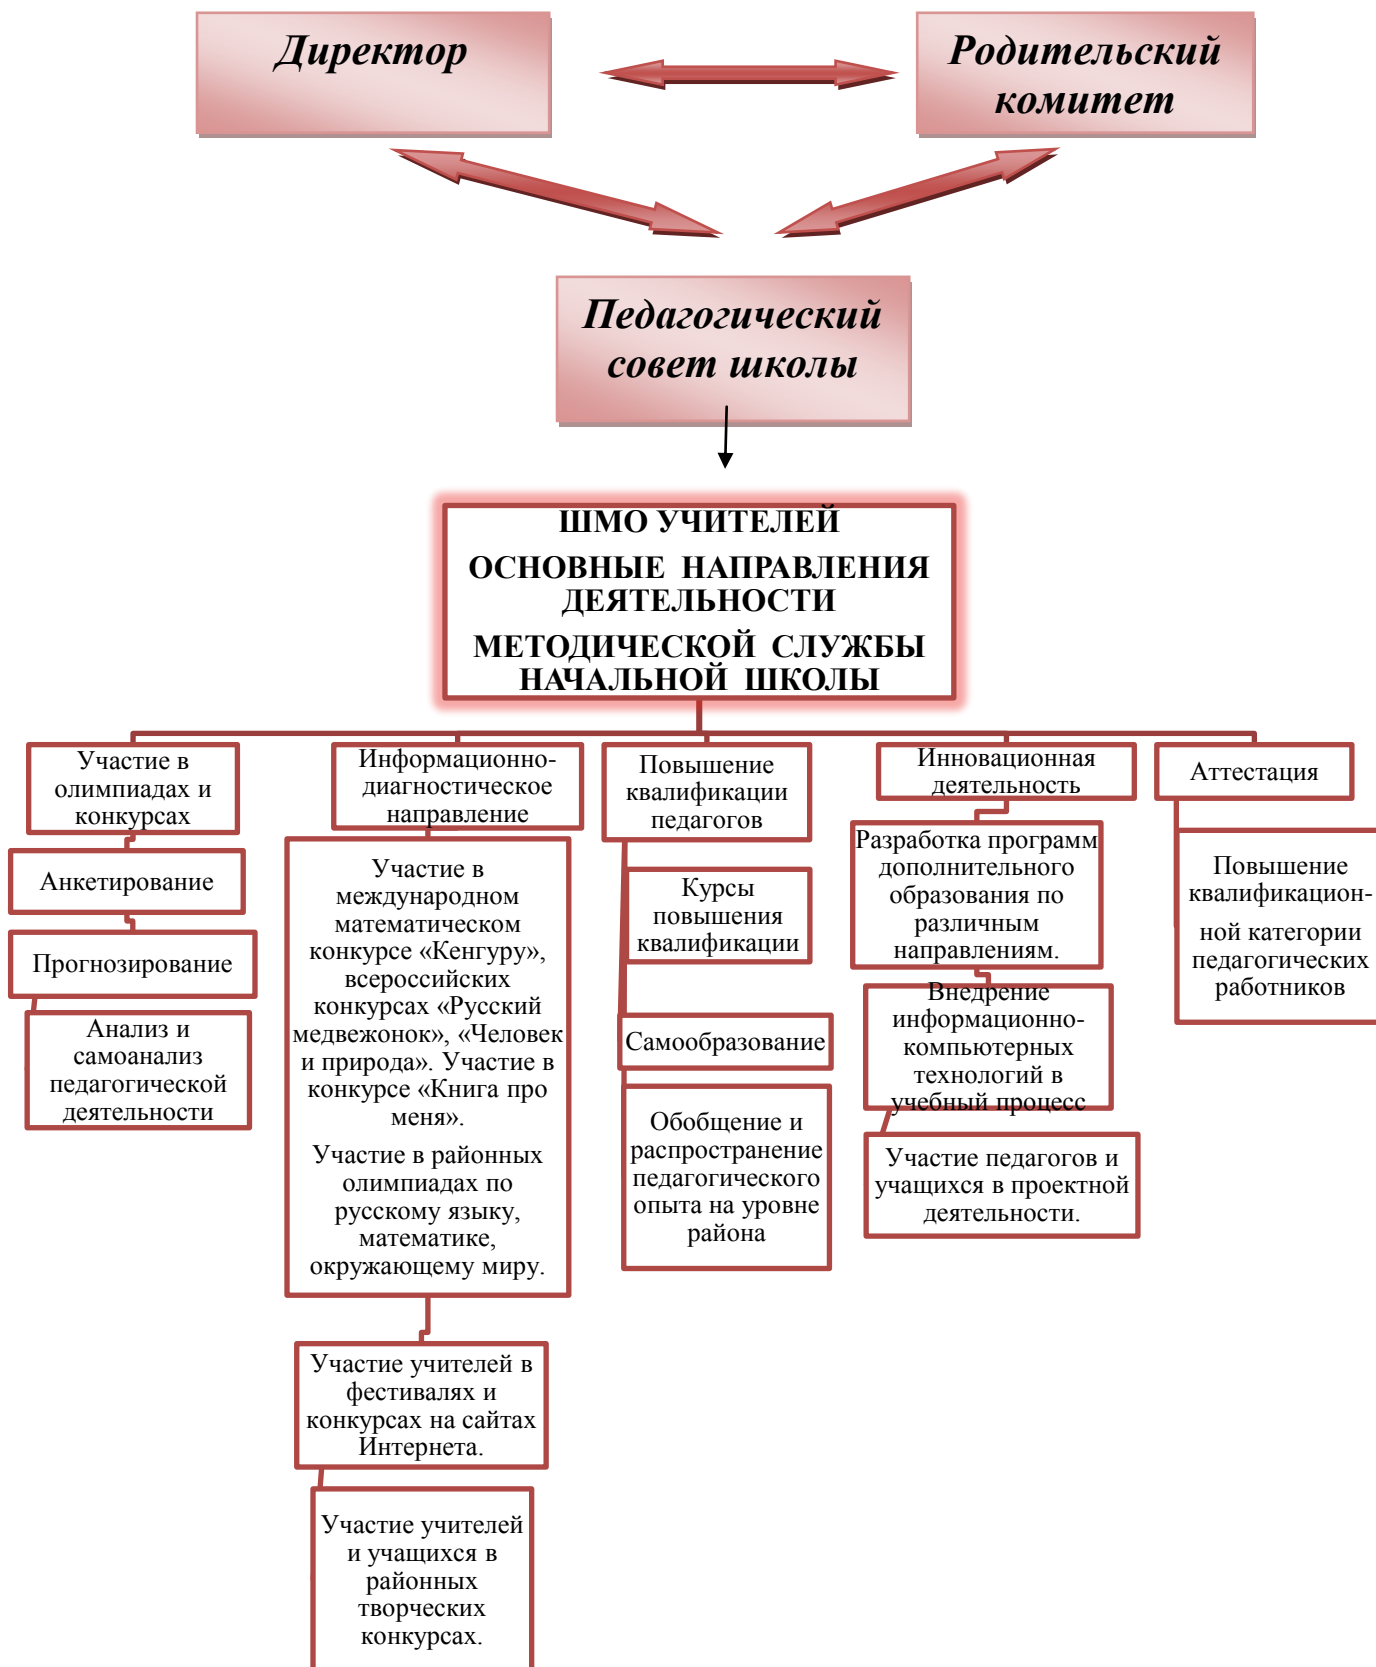 Директор
Родительский
комитет
Педагогический
совет школы
ШМО УЧИТЕЛЕЙ
ОСНОВНЫЕ НАПРАВЛЕНИЯ
ДЕЯТЕЛЬНОСТИ
МЕТОДИЧЕСКОЙ СЛУЖБЫ
НАЧАЛЬНОЙ ШКОЛЫ
Участие в
олимпиадах и
конкурсах
Анкетирование
Прогнозирование
Анализ и
самоанализ
педагогической
деятельности
Информационно-
диагностическое
направление
Участие в
международном
математическом
конкурсе «Кенгуру»,
всероссийских
конкурсах «Русский
медвежонок», «Человек
и природа». Участие в
конкурсе «Книга про
меня».
Участие в районных
олимпиадах по
русскому языку,
математике,
окружающему миру.
Участие учителей в
фестивалях и
конкурсах на сайтах
Интернета.
Участие учителей
и учащихся в
районных
творческих
конкурсах.
Повышение
квалификации
педагогов
Курсы
повышения
квалификации
Самообразование
Обобщение и
распространение
педагогического
опыта на уровне
района
Инновационная
деятельность
Разработка программ
дополнительного
образования по
различным
направлениям.
Внедрение
информационно-
компьютерных
технологий в
учебный процесс
Участие педагогов и
учащихся в проектной
деятельности.
Аттестация
Повышение
квалификацион-
ной категории
педагогических
работников